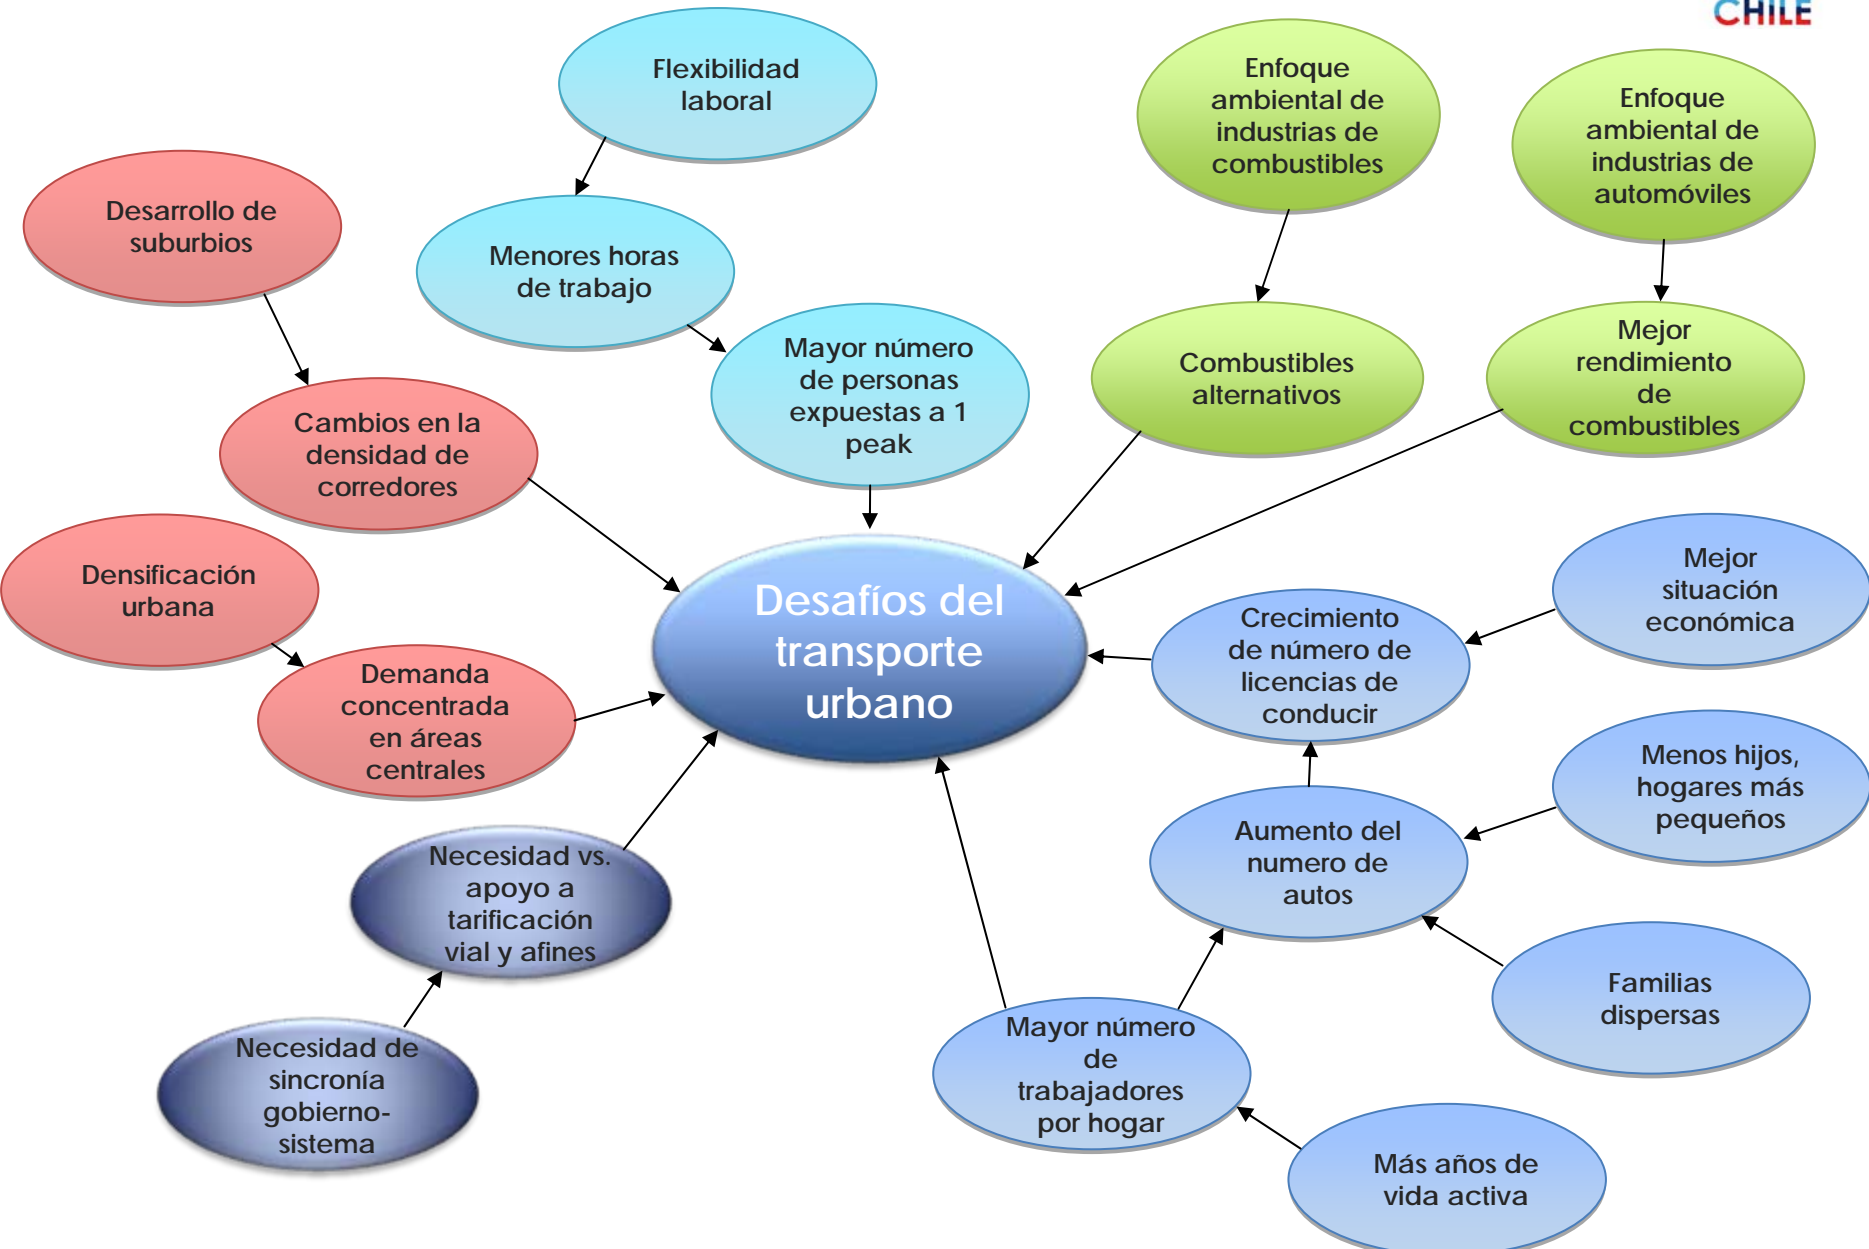 CHILE
Flexibilidad
laboral
Enfoque
ambiental de
industrias de
combustibles
Enfoque
ambiental de
industrias de
automóviles
Desarrollo de
suburbios
Menores horas
de trabajo
Mayor número
de personas
expuestas a 1
peak
Combustibles
alternativos
Mejor
rendimiento
de
combustibles
Cambios en la
densidad de
corredores
Densificación
urbana
Desafíos del
transporte
urbano
Mejor
situación
económica
Crecimiento
de número de
licencias de
conducir
Demanda
concentrada
en áreas
centrales
Menos hijos,
hogares más
pequeños
Aumento del
numero de
autos
Necesidad vs.
apoyo a
tarificación
vial y afines
Familias
dispersas
Mayor número
de
trabajadores
por hogar
Necesidad de
sincronía
gobierno-
sistema
Más años de
vida activa